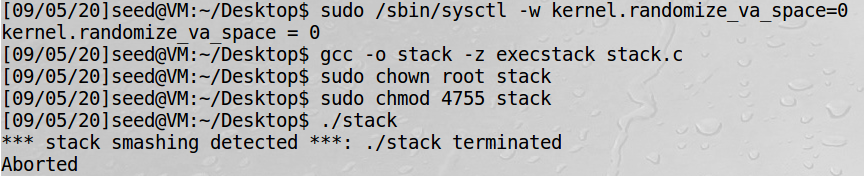 [09/05/20]seed@VM:~/Desktop$ sudo /sbin/sysctl -w kernel.randomize_va_space=0
kernel.randomize_va_space = 0
[09/05/20]seed@VM:~/Desktop$ gcc -o stack -z execstack stack.c
[09/05/20]seed@VM:~/Desktop$ sudo chown root stack
[09/05/20]seed@VM:~/Desktop$ sudo chmod 4755 stack
[09/05/20]seed@VM:~/Desktop$ ./stack
*** stack smashing detected ***: ./stack terminated
Aborted